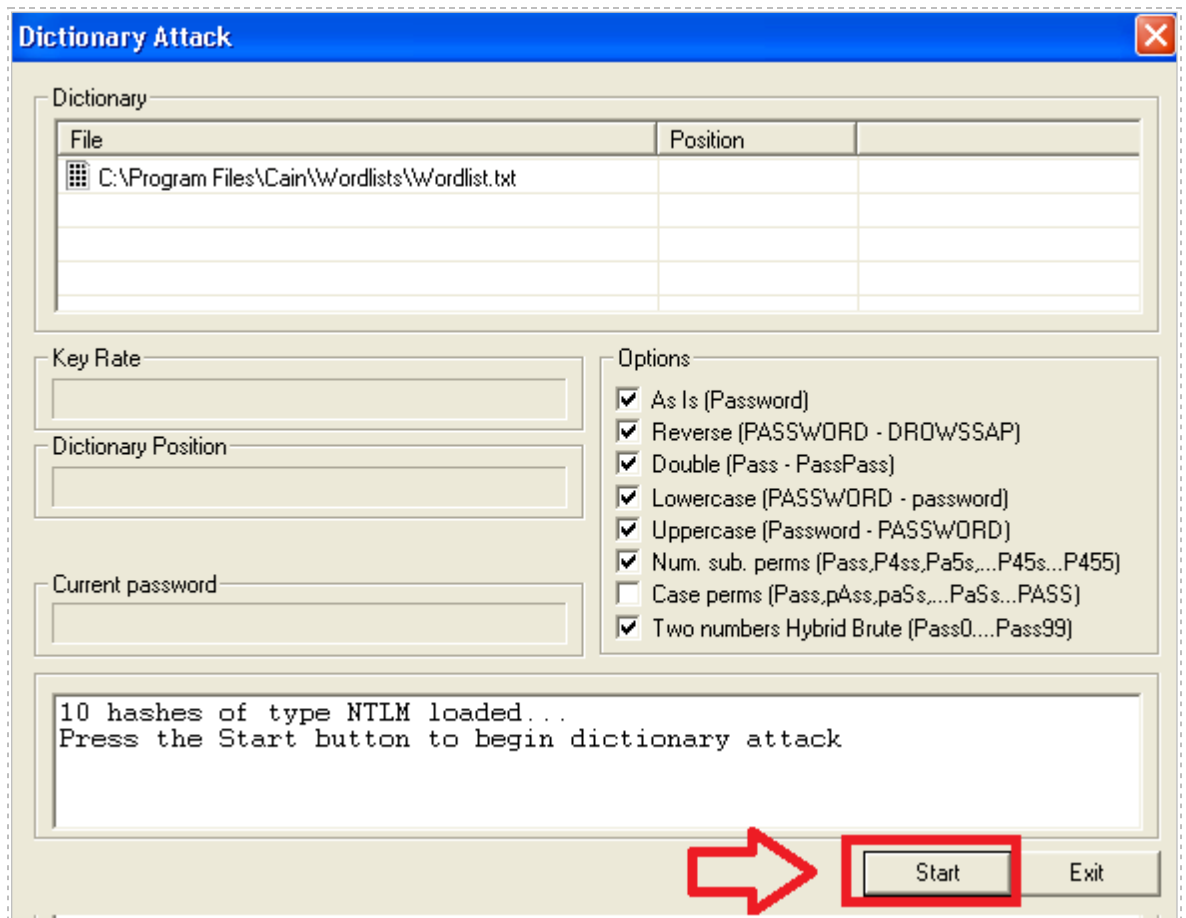 Dictionary Attack
Dictionary
File Position
C:\Program Files\Cain\Wordlists\Wordlist.txt
Key Rate
Dictionary Position
Current password
Options
As Is (Password)
Reverse (PASSWORD - DROWSSAP)
Double (Pass - PassPass)
Lowercase (PASSWORD - password)
Uppercase (Password - PASSWORD)
Num. sub. perms (Pass,P4ss,Pa5s,...P45s...P455)
Case perms (Pass,pAss,paSs,...PaSs...PASS)
Two numbers Hybrid Brute (Pass0....Pass99)
10 hashes of type NTLM loaded...
Press the Start button to begin dictionary attack
Start Exit